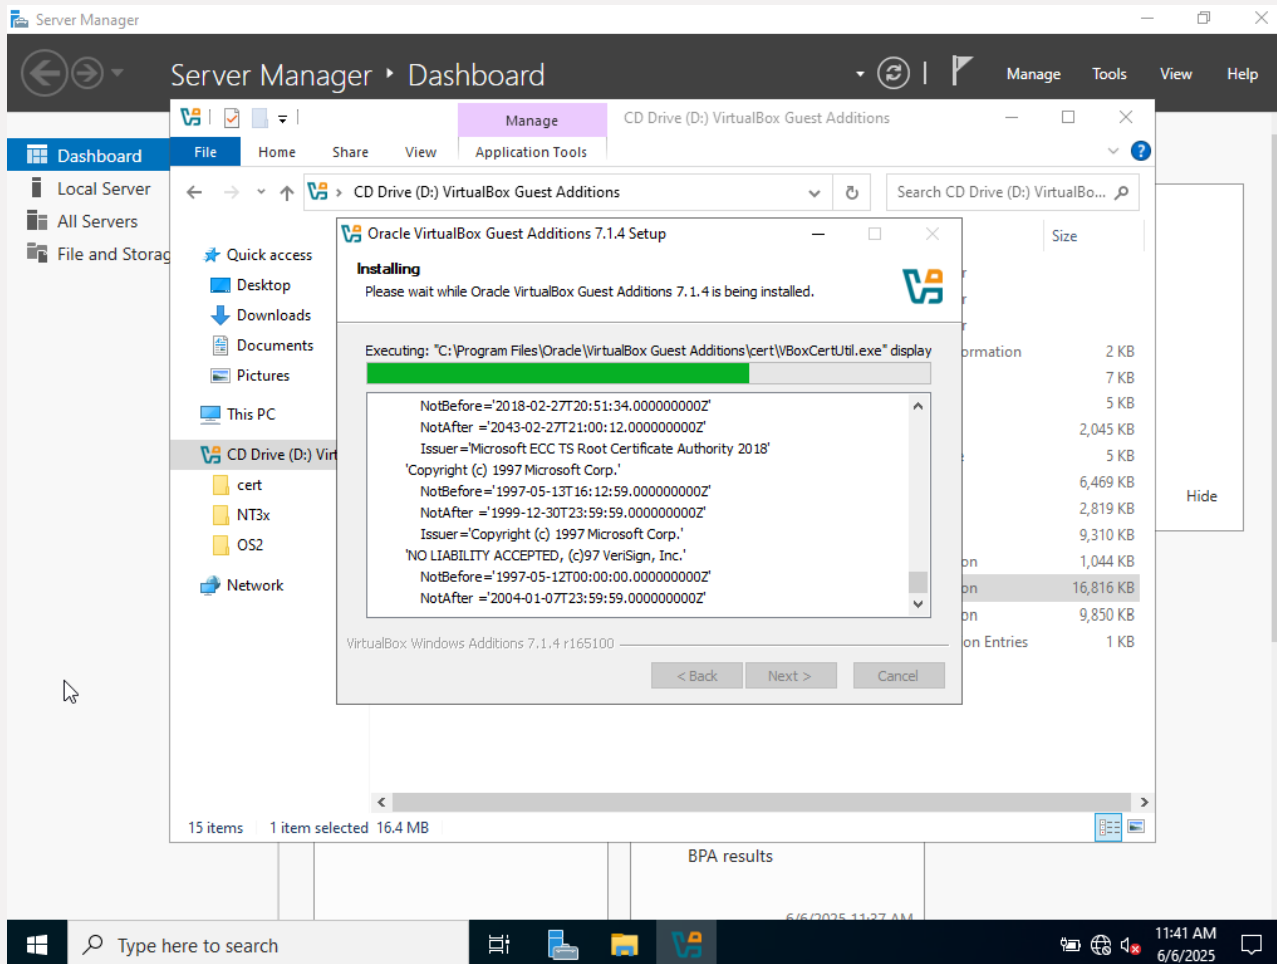 Server Manager
Server Manager ‣ Dashboard
Manage Tools View Help
Manage
CD Drive (D:) VirtualBox Guest Additions
File Home Share View Application Tools
CD Drive (D:) VirtualBox Guest Additions
Search CD Drive (D:) VirtualBo...
Dashboard
Local Server
All Servers
File and Storag
Quick access
Desktop
Downloads
Documents
Pictures
This PC
CD Drive (D:) Virt
cert
NT3x
OS2
Network
Oracle VirtualBox Guest Additions 7.1.4 Setup
Installing
Please wait while Oracle VirtualBox Guest Additions 7.1.4 is being installed.
Executing: "C:\Program Files\Oracle\VirtualBox Guest Additions\cert\VBoxCertUtil.exe" display
NotBefore='2018-02-27T20:51:34.000000000Z'
NotAfter ='2043-02-27T21:00:12.000000000Z'
Issuer='Microsoft ECC TS Root Certificate Authority 2018'
'Copyright (c) 1997 Microsoft Corp.'
NotBefore='1997-05-13T16:12:59.000000000Z'
NotAfter ='1999-12-30T23:59:59.000000000Z'
Issuer='Copyright (c) 1997 Microsoft Corp.'
'NO LIABILITY ACCEPTED, (c)97 VeriSign, Inc.'
NotBefore='1997-05-12T00:00:00.000000000Z'
NotAfter ='2004-01-07T23:59:59.000000000Z'
VirtualBox Windows Additions 7.1.4 r165100
< Back Next > Cancel
Size
r
r
r
ormation 2 KB
7 KB
5 KB
2,045 KB
5 KB
6,469 KB
2,819 KB
9,310 KB
on 1,044 KB
on 16,816 KB
on 9,850 KB
on Entries 1 KB
Hide
15 items 1 item selected 16.4 MB
BPA results
6/6/2025 11:37 AM
Type here to search
11:41 AM
6/6/2025